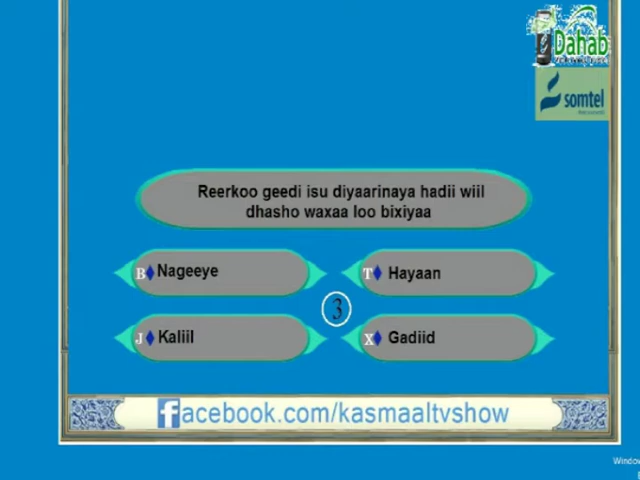 Dahab
somtel
Reerkoo geedi isu diyaarinaya hadii wiil
dhasho waxaa loo bixiyaa
B Nageeye
T Hayaan
3
J Kaliil
X Gadiid
facebook.com/kasmaaltvshow
Window